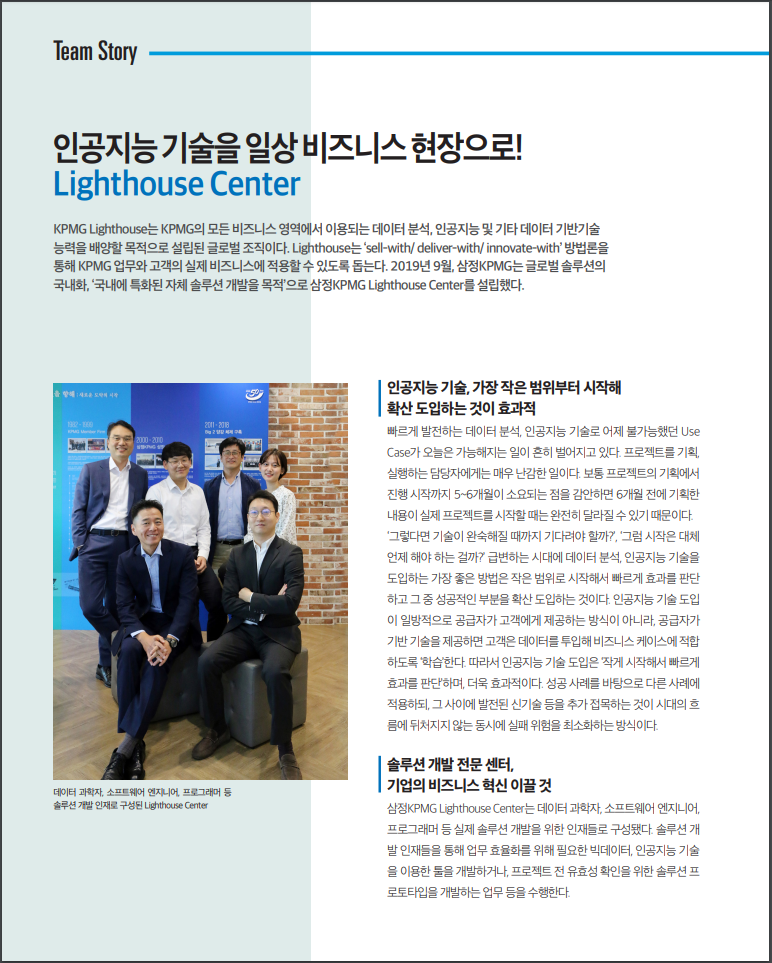 Team Story
인공지능 기술을 일상 비즈니스 현장으로!
Lighthouse Center
KPMG Lighthouse는 KPMG의 모든 비즈니스 영역에서 이용되는 데이터 분석, 인공지능 및 기타 데이터 기반기술
능력을 배양할 목적으로 설립된 글로벌 조직이다. Lighthouse는 ‘sell-with/ deliver-with/ innovate-with’ 방법론을
통해 KPMG 업무와 고객의 실제 비즈니스에 적용할 수 있도록 돕는다. 2019년 9월, 삼정KPMG는 글로벌 솔루션의
국내화, ‘국내에 특화된 자체 솔루션 개발을 목적’으로 삼정KPMG Lighthouse Center를 설립했다.
2000-2010
2011-2018
데이터 과학자, 소프트웨어 엔지니어, 프로그래머 등
솔루션 개발 인재로 구성된 Lighthouse Center
인공지능 기술, 가장 작은 범위부터 시작해
확산 도입하는 것이 효과적
빠르게 발전하는 데이터 분석, 인공지능 기술로 어제 불가능했던 Use
Case가 오늘은 가능해지는 일이 흔히 벌어지고 있다. 프로젝트를 기획,
실행하는 담당자에게는 매우 난감한 일이다. 보통 프로젝트의 기획에서
진행 시작까지 5~6개월이 소요되는 점을 감안하면 6개월 전에 기획한
내용이 실제 프로젝트를 시작할 때는 완전히 달라질 수 있기 때문이다.
‘그렇다면 기술이 완숙해질 때까지 기다려야 할까?’, ‘그럼 시작은 대체
언제 해야 하는 걸까?’ 급변하는 시대에 데이터 분석, 인공지능 기술을
도입하는 가장 좋은 방법은 작은 범위로 시작해서 빠르게 효과를 판단
하고 그 중 성공적인 부분을 확산 도입하는 것이다. 인공지능 기술 도입
이 일방적으로 공급자가 고객에게 제공하는 방식이 아니라, 공급자가
기반 기술을 제공하면 고객은 데이터를 투입해 비즈니스 케이스에 적합
하도록 ‘학습’한다. 따라서 인공지능 기술 도입은 ‘작게 시작해서 빠르게
효과를 판단’하며, 더욱 효과적이다. 성공 사례를 바탕으로 다른 사례에
적용하되, 그 사이에 발전된 신기술 등을 추가 접목하는 것이 시대의 흐
름에 뒤처지지 않는 동시에 실패 위험을 최소화하는 방식이다.
솔루션 개발 전문 센터,
기업의 비즈니스 혁신 이끌 것
삼정KPMG Lighthouse Center는 데이터 과학자, 소프트웨어 엔지니어,
프로그래머 등 실제 솔루션 개발을 위한 인재들로 구성됐다. 솔루션 개
발 인재들을 통해 업무 효율화를 위해 필요한 빅데이터, 인공지능 기술
을 이용한 툴을 개발하거나, 프로젝트 전 유효성 확인을 위한 솔루션 프
로토타입을 개발하는 업무 등을 수행한다.